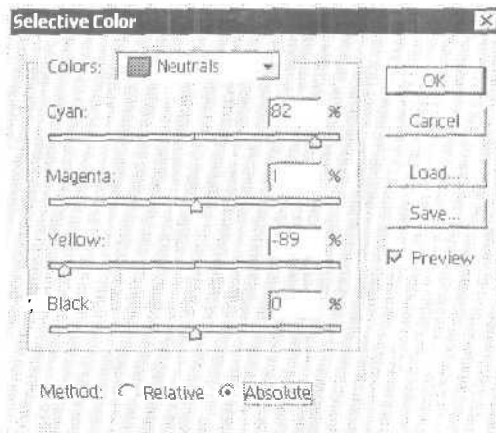 Selective Color
Colors: Neutrals
OK
Cyan: 82 %
Cancel
Magenta: 1 %
Load...
Save...
Yellow: -89 %
Preview
Black: 0 %
Method: Relative Absolute